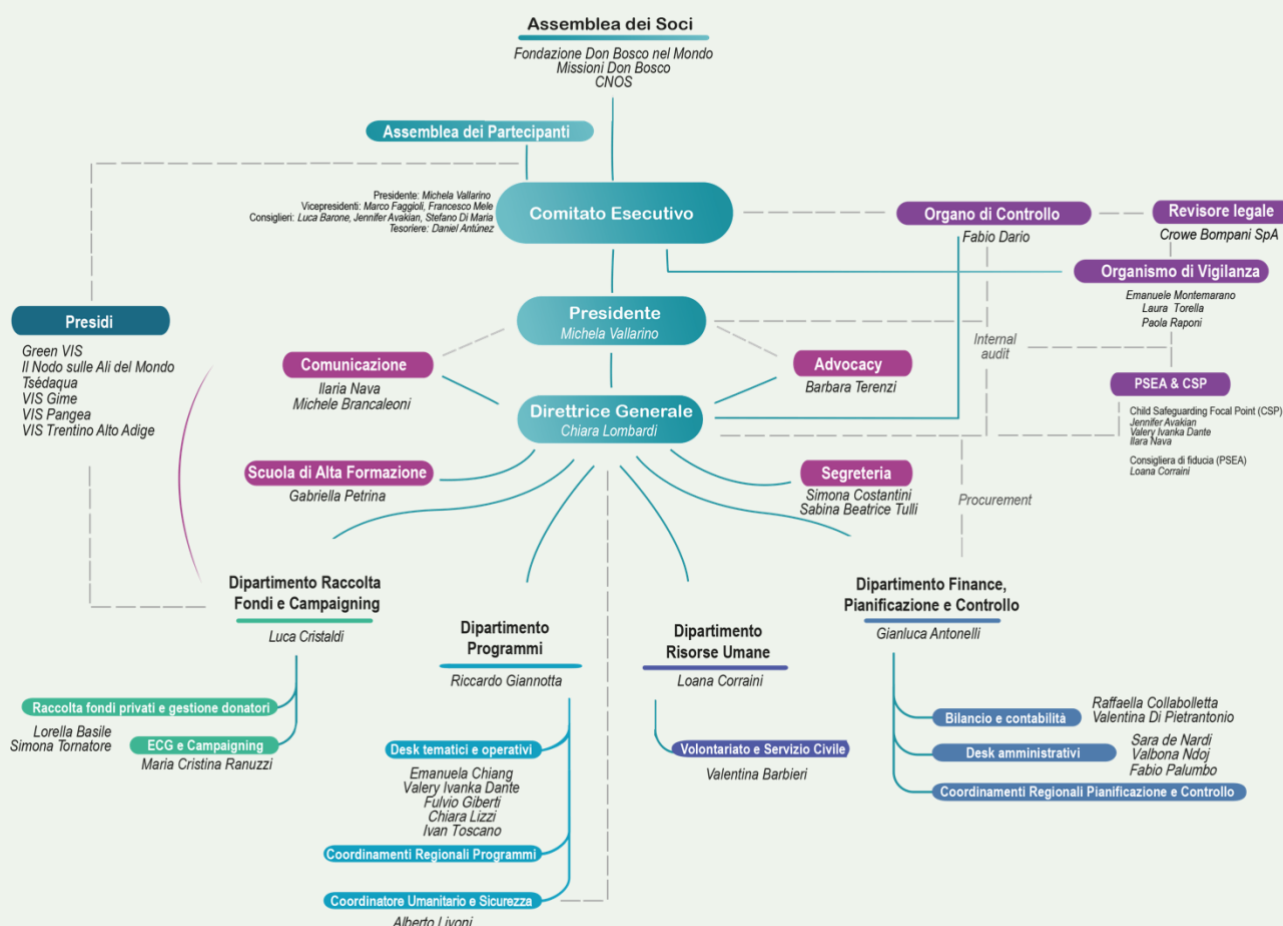 Assemblea dei Soci
Fondazione Don Bosco nel Mondo
Missioni Don Bosco
CNOS
Assemblea dei Partecipanti
Presidente: Michela Vallarino
Vicepresidenti: Marco Faggioli, Francesco Mele
Consiglieri: Luca Barone, Jennifer Avakian, Stefano Di Maria
Tesoriere: Daniel Antúnez
Comitato Esecutivo
Organo di Controllo
Fabio Dario
Revisore legale
Crowe Bompani SpA
Organismo di Vigilanza
Emanuele Montemarano
Laura Torella
Paola Raponi
Presidi
Green VIS
Il Nodo sulle Ali del Mondo
Tsèdaqua
VIS Gime
VIS Pangea
VIS Trentino Alto Adige
Presidente
Michela Vallarino
Internal
audit
Comunicazione
Ilaria Nava
Michele Brancaleoni
Advocacy
Barbara Terenzi
PSEA & CSP
Child Safeguarding Focal Point (CSP)
Jennifer Avakian
Valery Ivanka Dante
Ilara Nava
Consigliera di fiducia (PSEA)
Loana Corraini
Direttrice Generale
Chiara Lombardi
Scuola di Alta Formazione
Gabriella Petrina
Segreteria
Simona Costantini
Sabina Beatrice Tulli
Procurement
Dipartimento Raccolta
Fondi e Campaigning
Luca Cristaldi
Raccolta fondi privati e gestione donatori
Lorella Basile
Simona Tornatore
ECG e Campaigning
Maria Cristina Ranuzzi
Dipartimento
Programmi
Riccardo Giannotta
Desk tematici e operativi
Emanuela Chiang
Valery Ivanka Dante
Fulvio Giberti
Chiara Lizzi
Ivan Toscano
Coordinamenti Regionali Programmi
Coordinatore Umanitario e Sicurezza
Alberto Livoni
Dipartimento
Risorse Umane
Loana Corraini
Volontariato e Servizio Civile
Valentina Barbieri
Dipartimento Finance,
Pianificazione e Controllo
Gianluca Antonelli
Bilancio e contabilità
Raffaella Collabolletta
Valentina Di Pietrantonio
Desk amministrativi
Sara de Nardi
Valbona Ndoj
Fabio Palumbo
Coordinamenti Regionali Pianificazione e Controllo